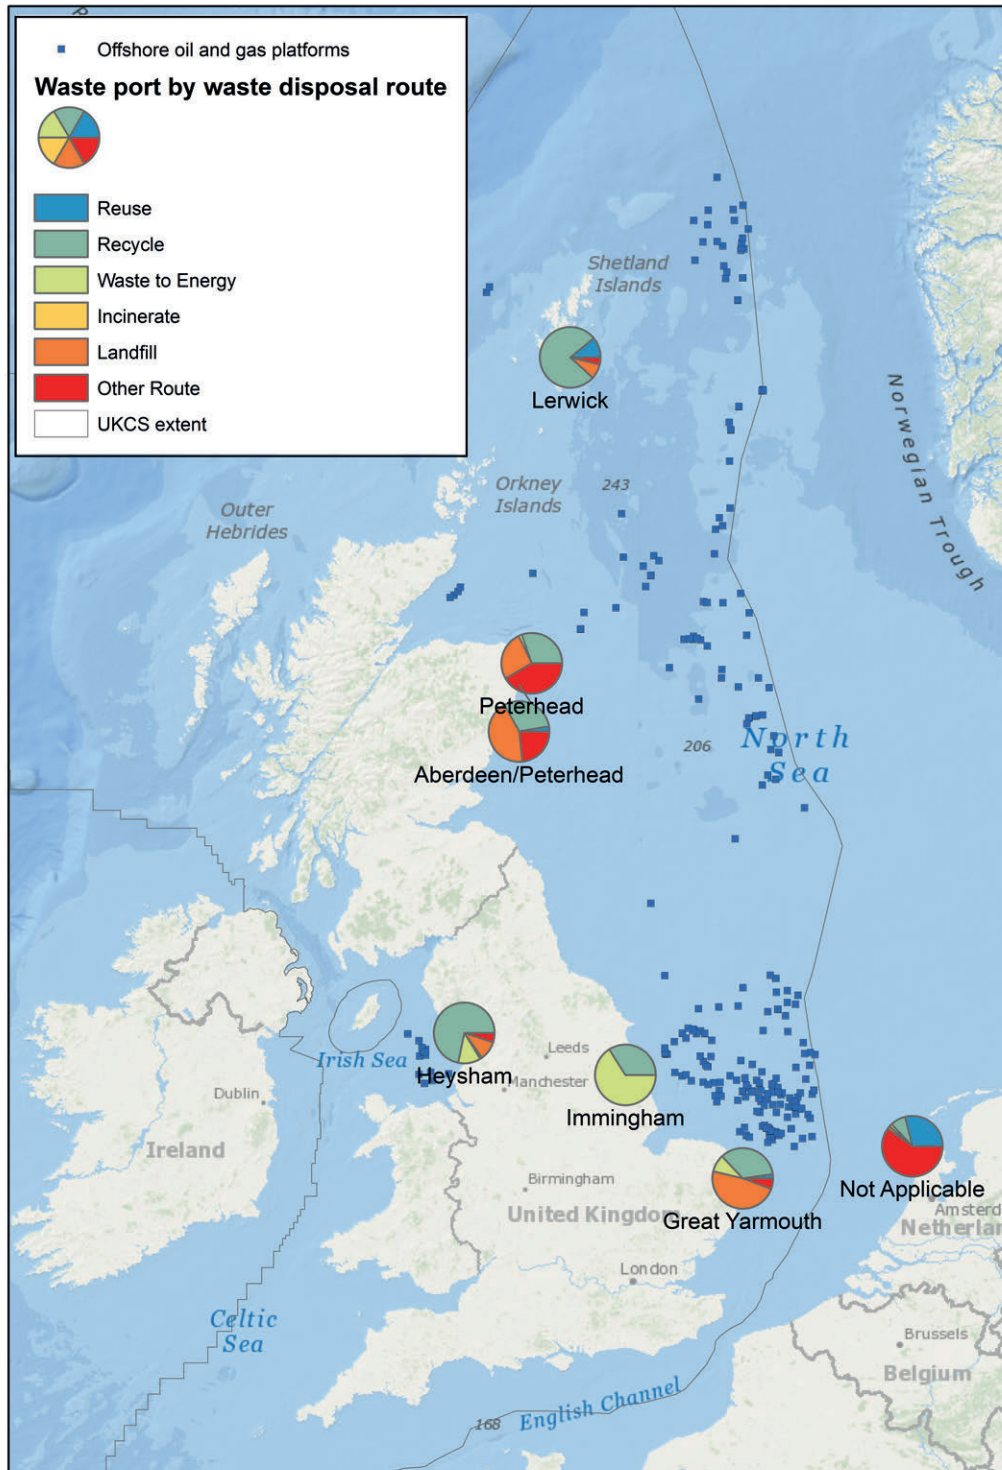 Offshore oil and gas platforms
Waste port by waste disposal route
Reuse
Recycle
Waste to Energy
Incinerate
Landfill
Other Route
UKCS extent
Shetland
Islands
Lerwick
Norwegian Trough
Orkney
Islands
243
Outer
Hebrides
Peterhead
206
North
Sea
Aberdeen/Peterhead
Irish Sea
Leeds
Heysham
Manchester
Dublin
Immingham
Ireland
Birmingham
Not Applicable
United Kingdom
Great Yarmouth
Amsterd
Netherlan
London
Celtic
Sea
Brussels
Belgium
English Channel
168